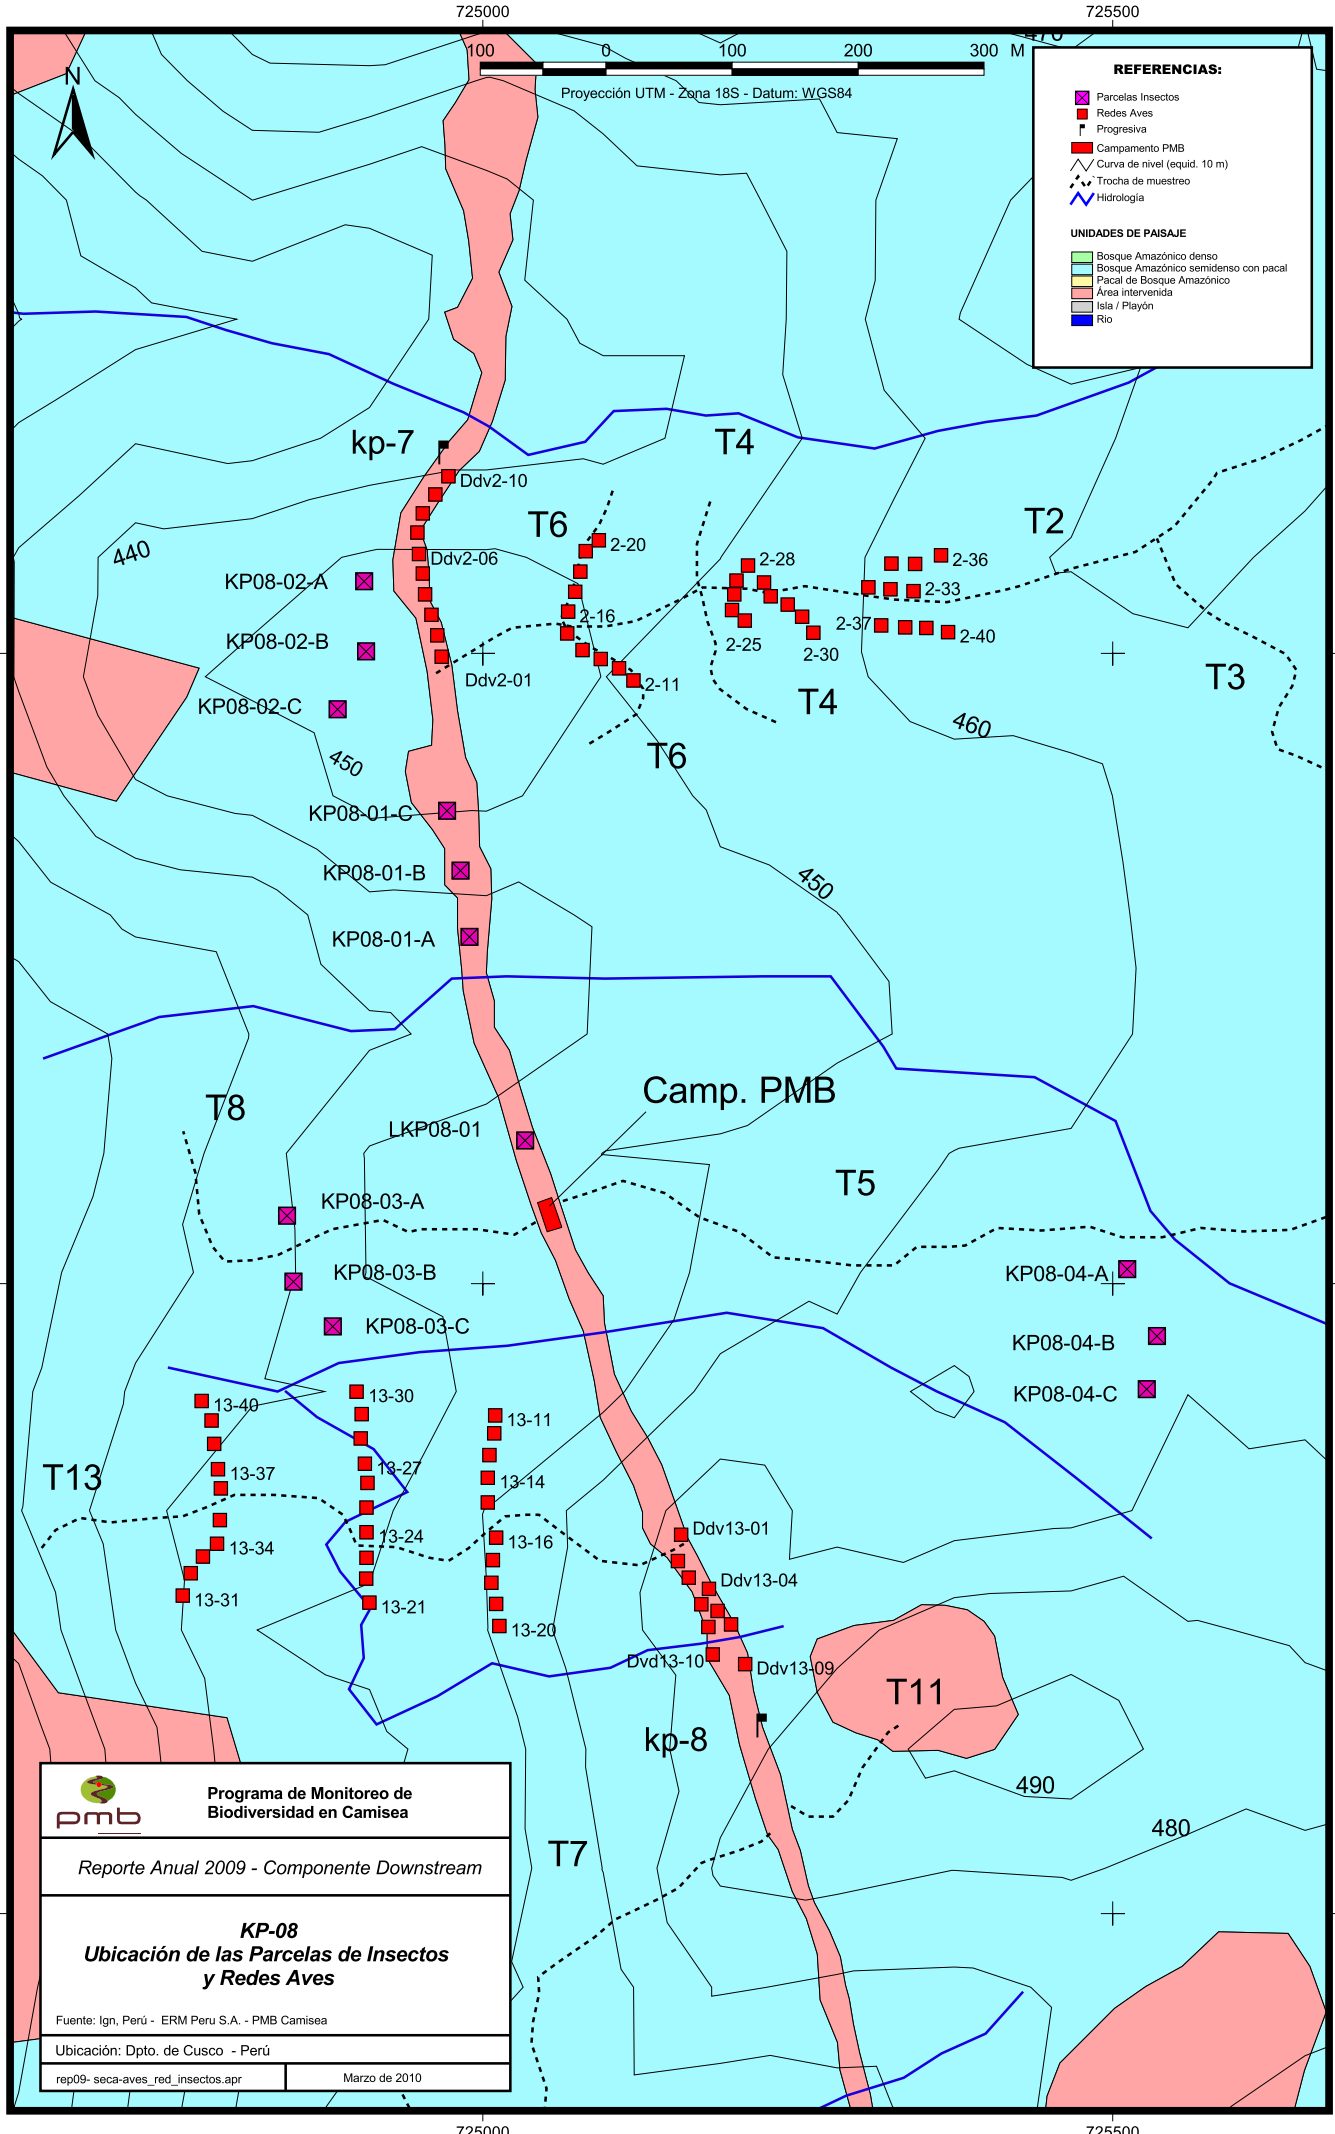 725000
725500
470
100
0
100
200
300 M
Proyección UTM - Zona 18S - Datum: WGS84
N
REFERENCIAS:
Parcelas Insectos
Redes Aves
Progresiva
Campamento PMB
Curva de nivel (equid. 10 m)
Trocha de muestreo
Hidrología
UNIDADES DE PAISAJE
Bosque Amazónico denso
Bosque Amazónico semidenso con pacal
Pacal de Bosque Amazónico
Área intervenida
Isla / Playón
Rio
kp-7
T4
Ddv2-10
T6
T2
2-20
440
Ddv2-06
2-28
2-36
KP08-02-A
2-33
2-16
2-37
2-40
KP08-02-B
2-25
2-30
Ddv2-01
2-11
T3
KP08-02-C
T4
460
T6
450
KP08-01-C
KP08-01-B
450
KP08-01-A
Camp. PMB
T8
LKP08-01
T5
KP08-03-A
KP08-03-B
KP08-04-A
KP08-03-C
KP08-04-B
KP08-04-C
13-40
13-30
13-11
T13
13-37
13-27
13-14
13-34
13-24
13-16
Ddv13-01
Ddv13-04
13-31
13-21
13-20
Dvd13-10
Ddv13-09
T11
kp-8
490
480
T7
pmb
Programa de Monitoreo de
Biodiversidad en Camisea
Reporte Anual 2009 - Componente Downstream
KP-08
Ubicación de las Parcelas de Insectos
y Redes Aves
Fuente: Ign, Perú - ERM Peru S.A. - PMB Camisea
Ubicación: Dpto. de Cusco - Perú
rep09- seca-aves_red_insectos.apr
Marzo de 2010
725000
725500